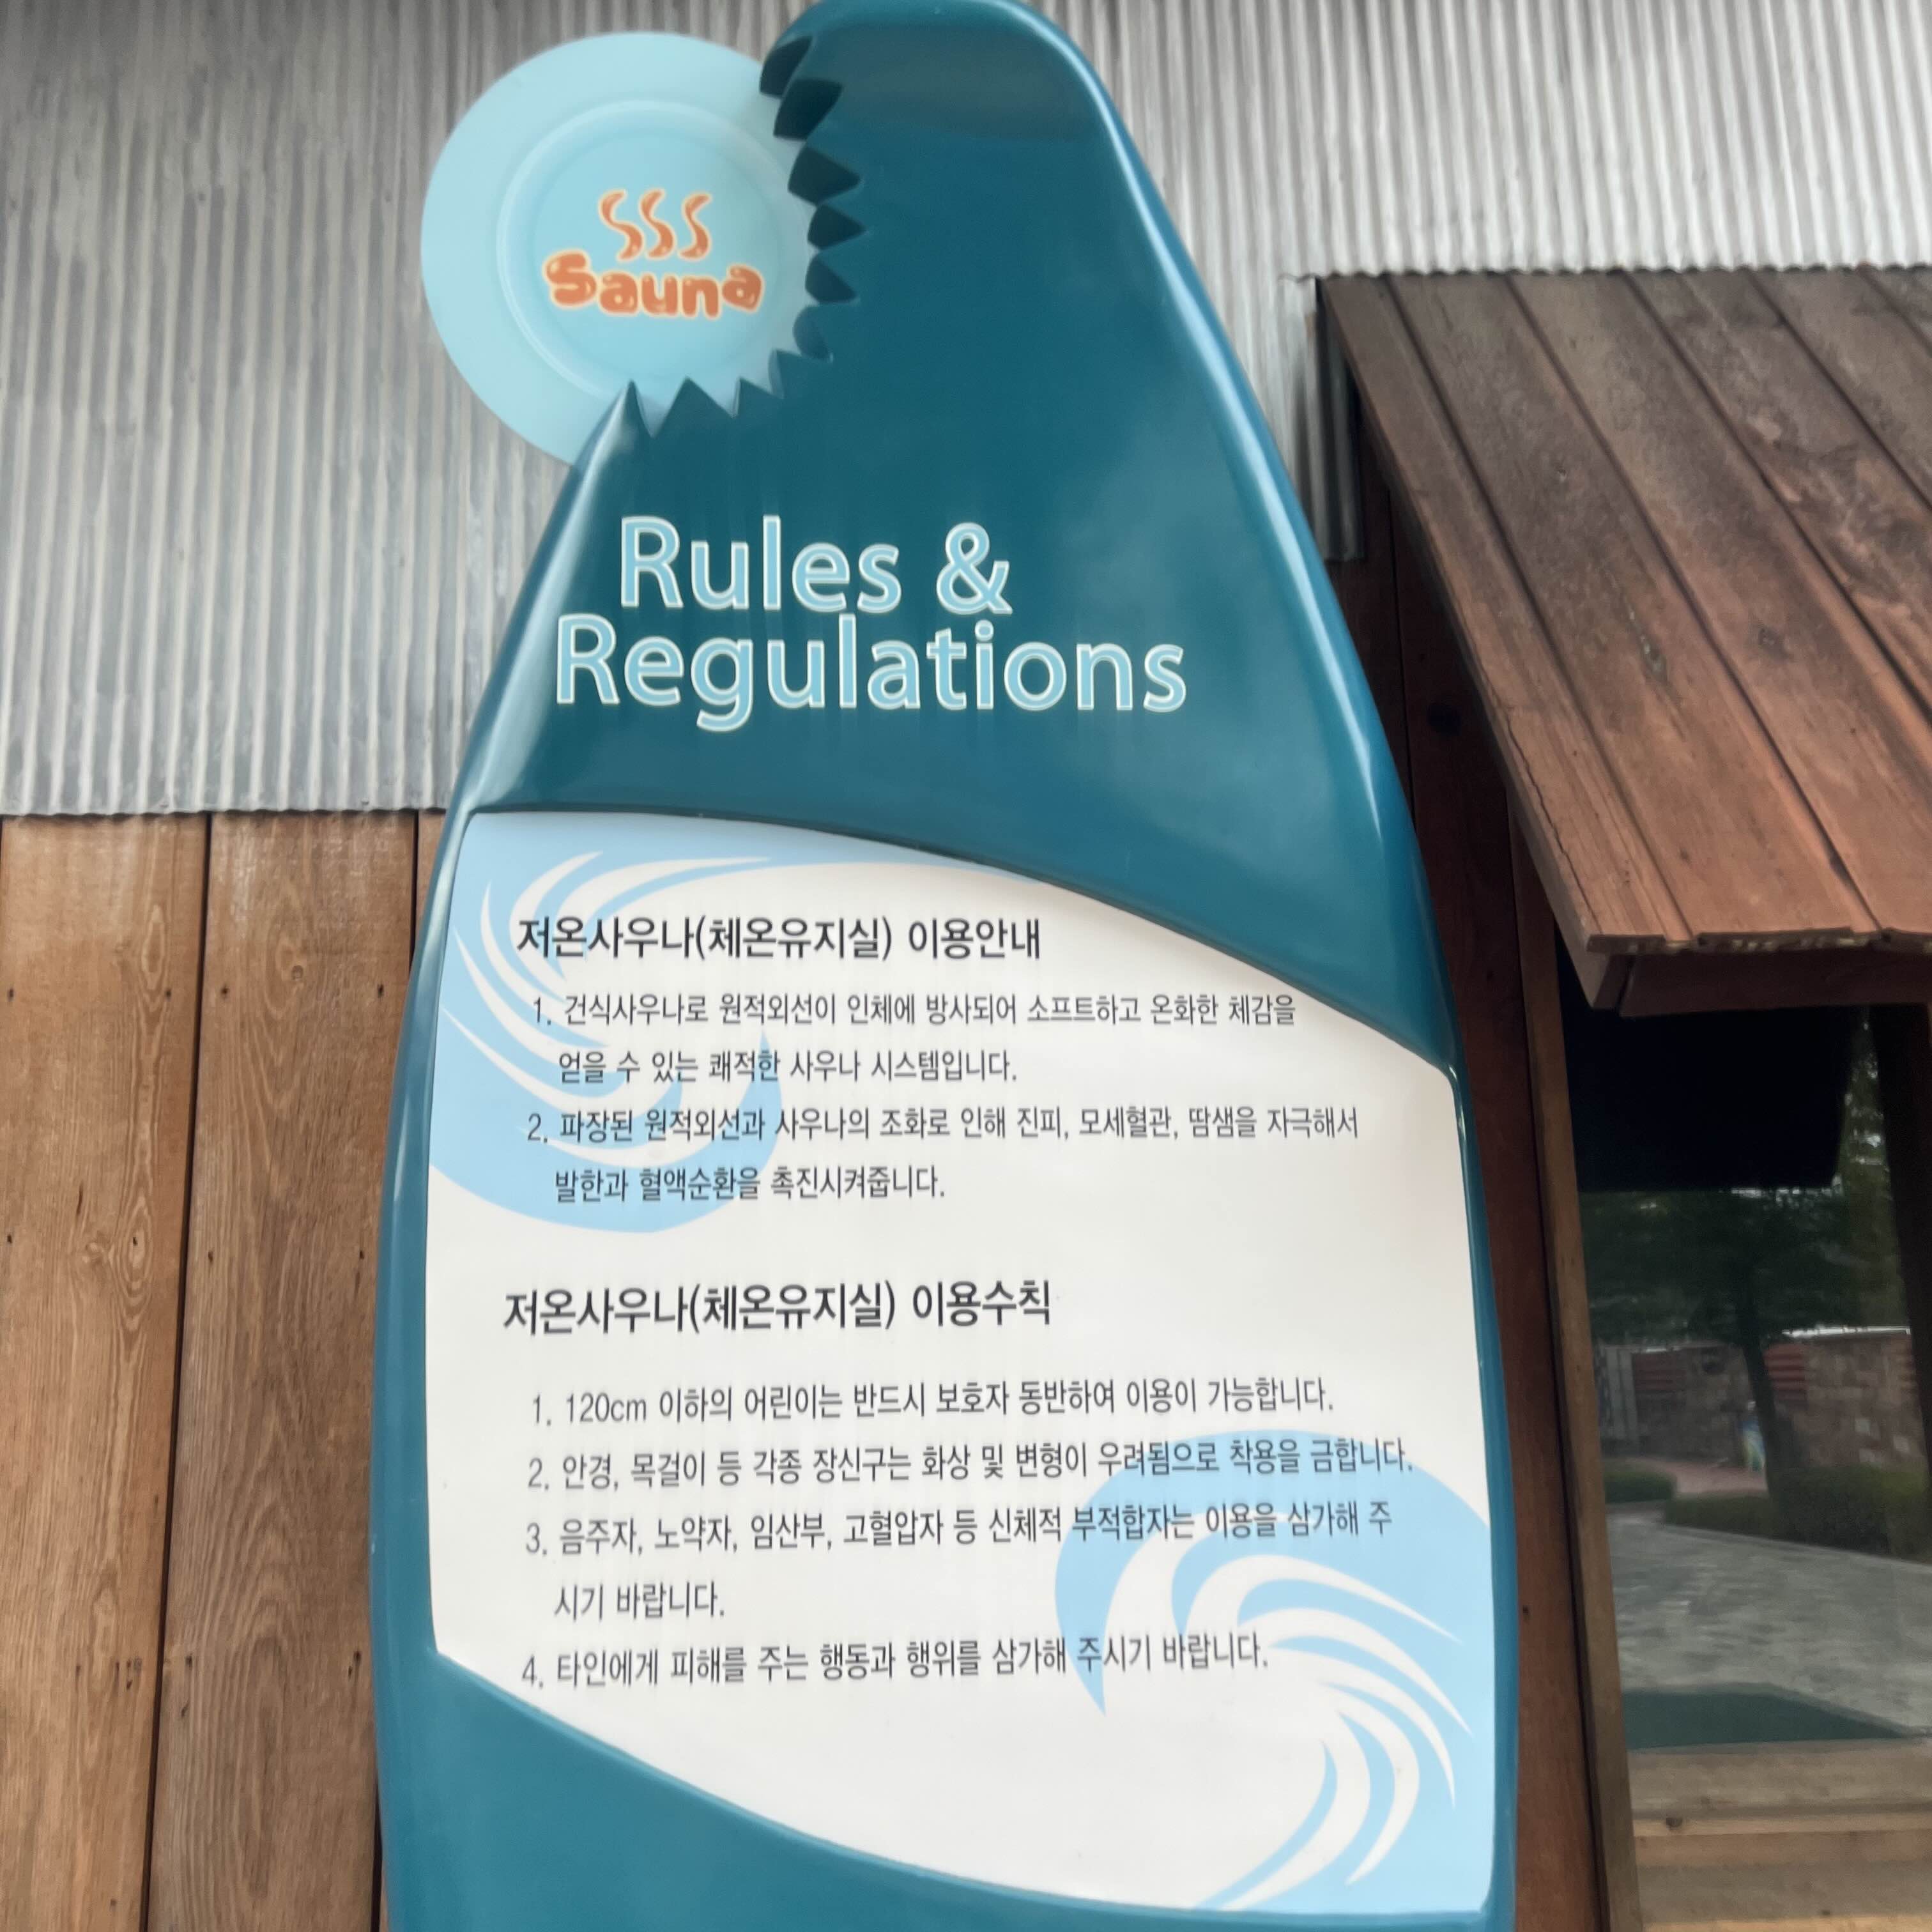 Sauna
Rules &
Regulations
저온사우나(체온유지실) 이용안내
1. 건식사우나로 원적외선이 인체에 방사되어 소프트하고 온화한 체감을
얻을 수 있는 쾌적한 사우나 시스템입니다.
2. 파장된 원적외선과 사우나의 조화로 인해 진피, 모세혈관, 땀샘을 자극해서
발한과 혈액순환을 촉진시켜줍니다.
저온사우나(체온유지실) 이용수칙
1. 120cm 이하의 어린이는 반드시 보호자 동반하여 이용이 가능합니다.
2. 안경, 목걸이 등 각종 장신구는 화상 및 변형이 우려됨으로 착용을 금합니다.
3. 음주자, 노약자, 임산부, 고혈압자 등 신체적 부적합자는 이용을 삼가해 주
시기 바랍니다.
4. 타인에게 피해를 주는 행동과 행위를 삼가해 주시기 바랍니다.